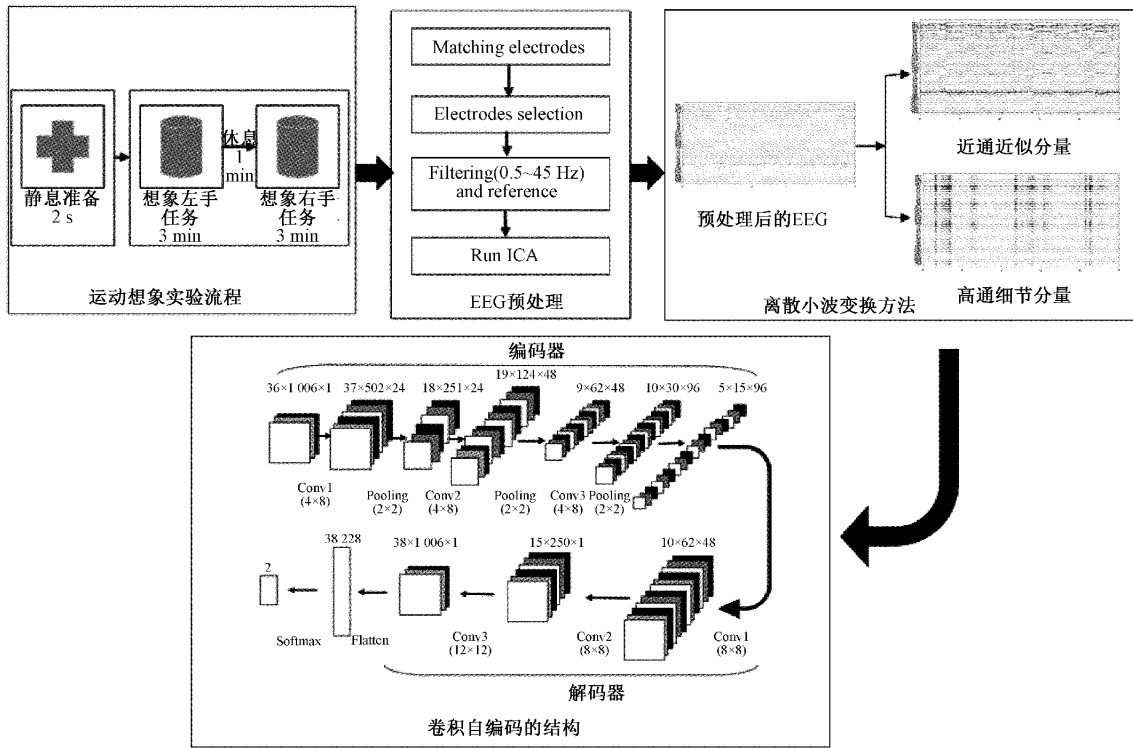 静息准备
2 s
想象左手
任务
3 min
休息
1
min
想象右手
任务
3 min
运动想象实验流程
Matching electrodes
Electrodes selection
Filtering(0.5~45 Hz)
and reference
Run ICA
EEG预处理
预处理后的EEG
近通近似分量
高通细节分量
离散小波变换方法
编码器
36×1 006×1
37×502×24
18×251×24
19×124×48
9×62×48
10×30×96
5×15×96
Conv1
(4×8)
Pooling
(2×2)
Conv2
(4×8)
Pooling
(2×2)
Conv3
(4×8)
Pooling
(2×2)
2
38 228
38×1 006×1
15×250×1
10×62×48
Softmax
Flatten
Conv3
(12×12)
Conv2
(8×8)
Conv1
(8×8)
解码器
卷积自编码的结构